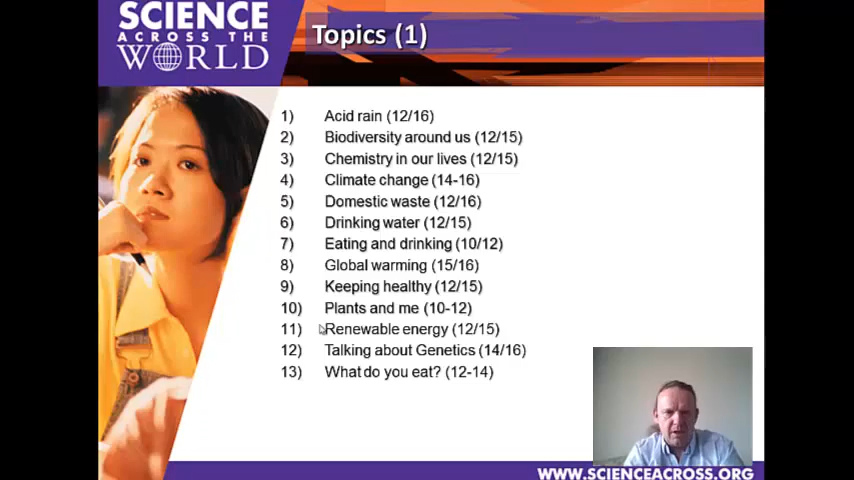 SCIENCE
ACROSS THE
WORLD
Topics (1)
1) Acid rain (12/16)
2) Biodiversity around us (12/15)
3) Chemistry in our lives (12/15)
4) Climate change (14-16)
5) Domestic waste (12/16)
6) Drinking water (12/15)
7) Eating and drinking (10/12)
8) Global warming (15/16)
9) Keeping healthy (12/15)
10) Plants and me (10-12)
11) Renewable energy (12/15)
12) Talking about Genetics (14/16)
13) What do you eat? (12-14)
WWW.SCIENCEACROSS.ORG